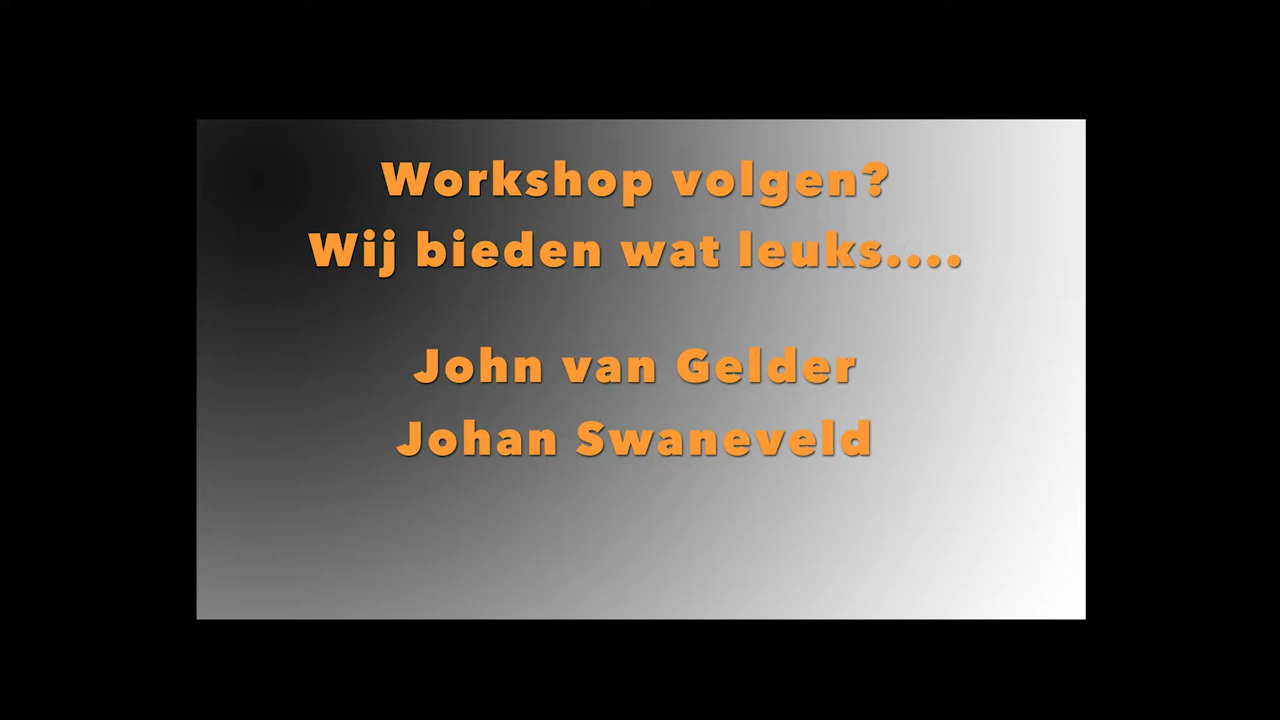 Workshop volgen?
Wij bieden wat leuks....
John van Gelder
Johan Swaneveld